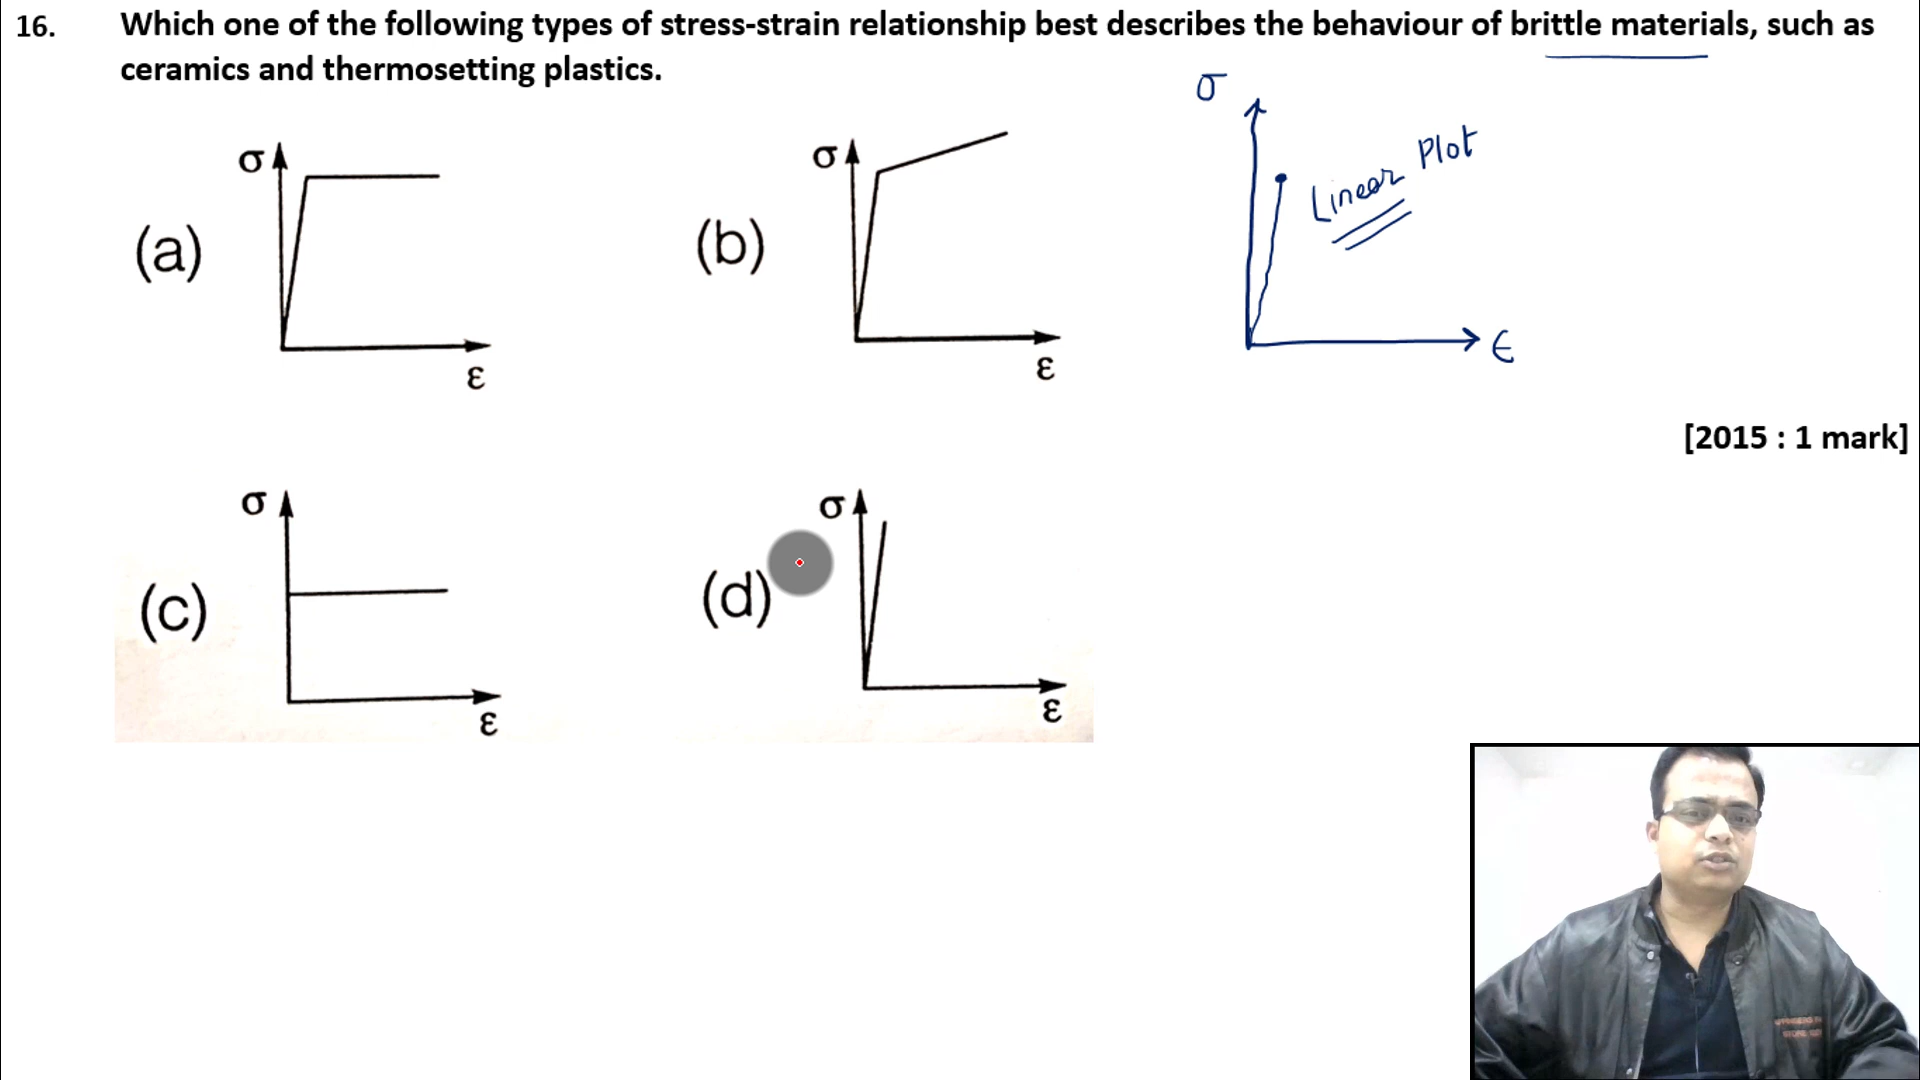 16. Which one of the following types of stress-strain relationship best describes the behaviour of brittle materials, such as
ceramics and thermosetting plastics.
σ
Linear Plot
ϵ
σ
(a)
ε
σ
(b)
ε
[2015 : 1 mark]
σ
(c)
ε
σ
(d)
ε